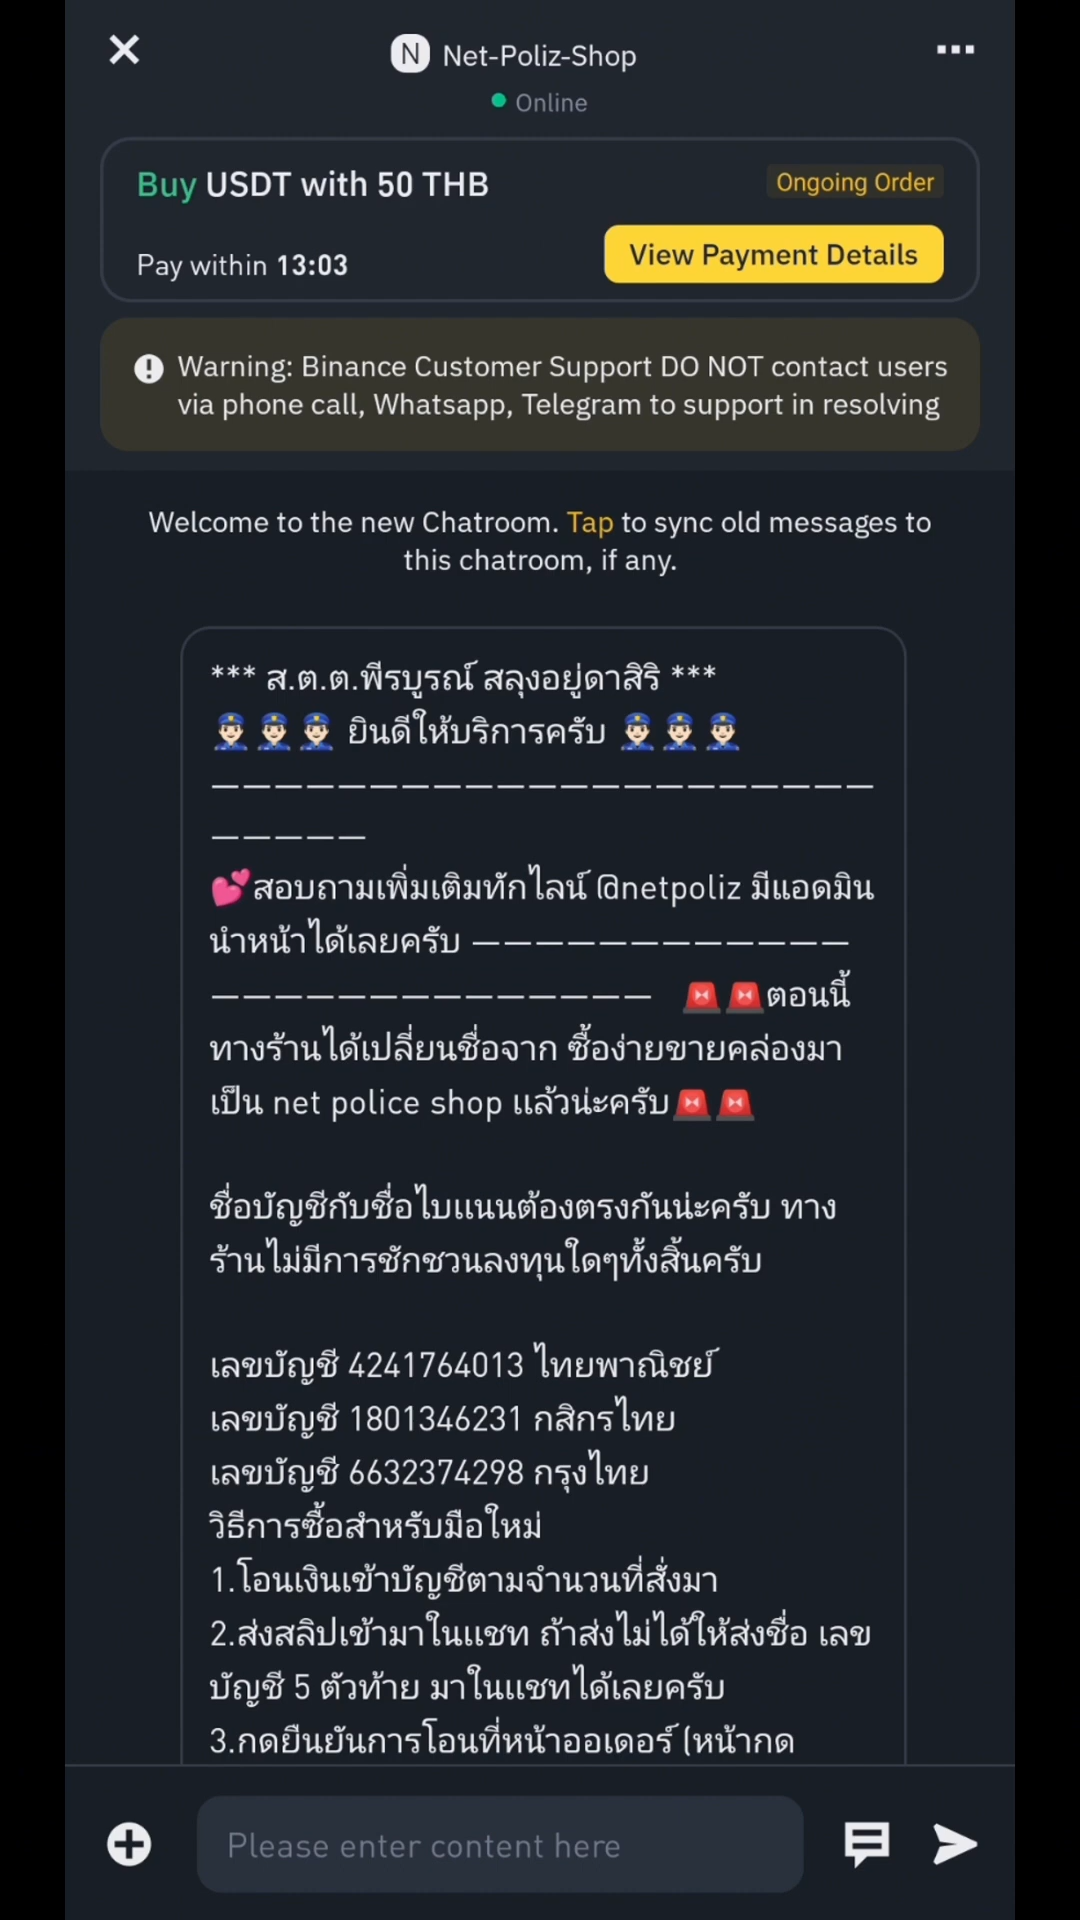 N Net-Poliz-Shop
Online
Buy USDT with 50 THB
Ongoing Order
Pay within 13:03
View Payment Details
Warning: Binance Customer Support DO NOT contact users
via phone call, Whatsapp, Telegram to support in resolving
Welcome to the new Chatroom. Tap to sync old messages to
this chatroom, if any.
*** ส.ต.ต.พีรบูรณ์ สลุงอยู่ดาสิริ ***
👮🏻‍♂️👮🏻‍♂️👮🏻‍♂️ ยินดีให้บริการครับ 👮🏻‍♂️👮🏻‍♂️👮🏻‍♂️
—————————————————————
—————
💕สอบถามเพิ่มเติมทักไลน์ @netpoliz มีแอดมิน
นำหน้าได้เลยครับ ————————————
—————————————— 🚨🚨ตอนนี้
ทางร้านได้เปลี่ยนชื่อจาก ซื้อง่ายขายคล่องมา
เป็น net police shop แล้วน่ะครับ🚨🚨
ชื่อบัญชีกับชื่อไบแนนต้องตรงกันน่ะครับ ทาง
ร้านไม่มีการชักชวนลงทุนใดๆทั้งสิ้นครับ
เลขบัญชี 4241764013 ไทยพาณิชย์
เลขบัญชี 1801346231 กสิกรไทย
เลขบัญชี 6632374298 กรุงไทย
วิธีการซื้อสำหรับมือใหม่
1.โอนเงินเข้าบัญชีตามจำนวนที่สั่งมา
2.ส่งสลิปเข้ามาในแชท ถ้าส่งไม่ได้ให้ส่งชื่อ เลข
บัญชี 5 ตัวท้าย มาในแชทได้เลยครับ
3.กดยืนยันการโอนที่หน้าออเดอร์ (หน้ากด
Please enter content here